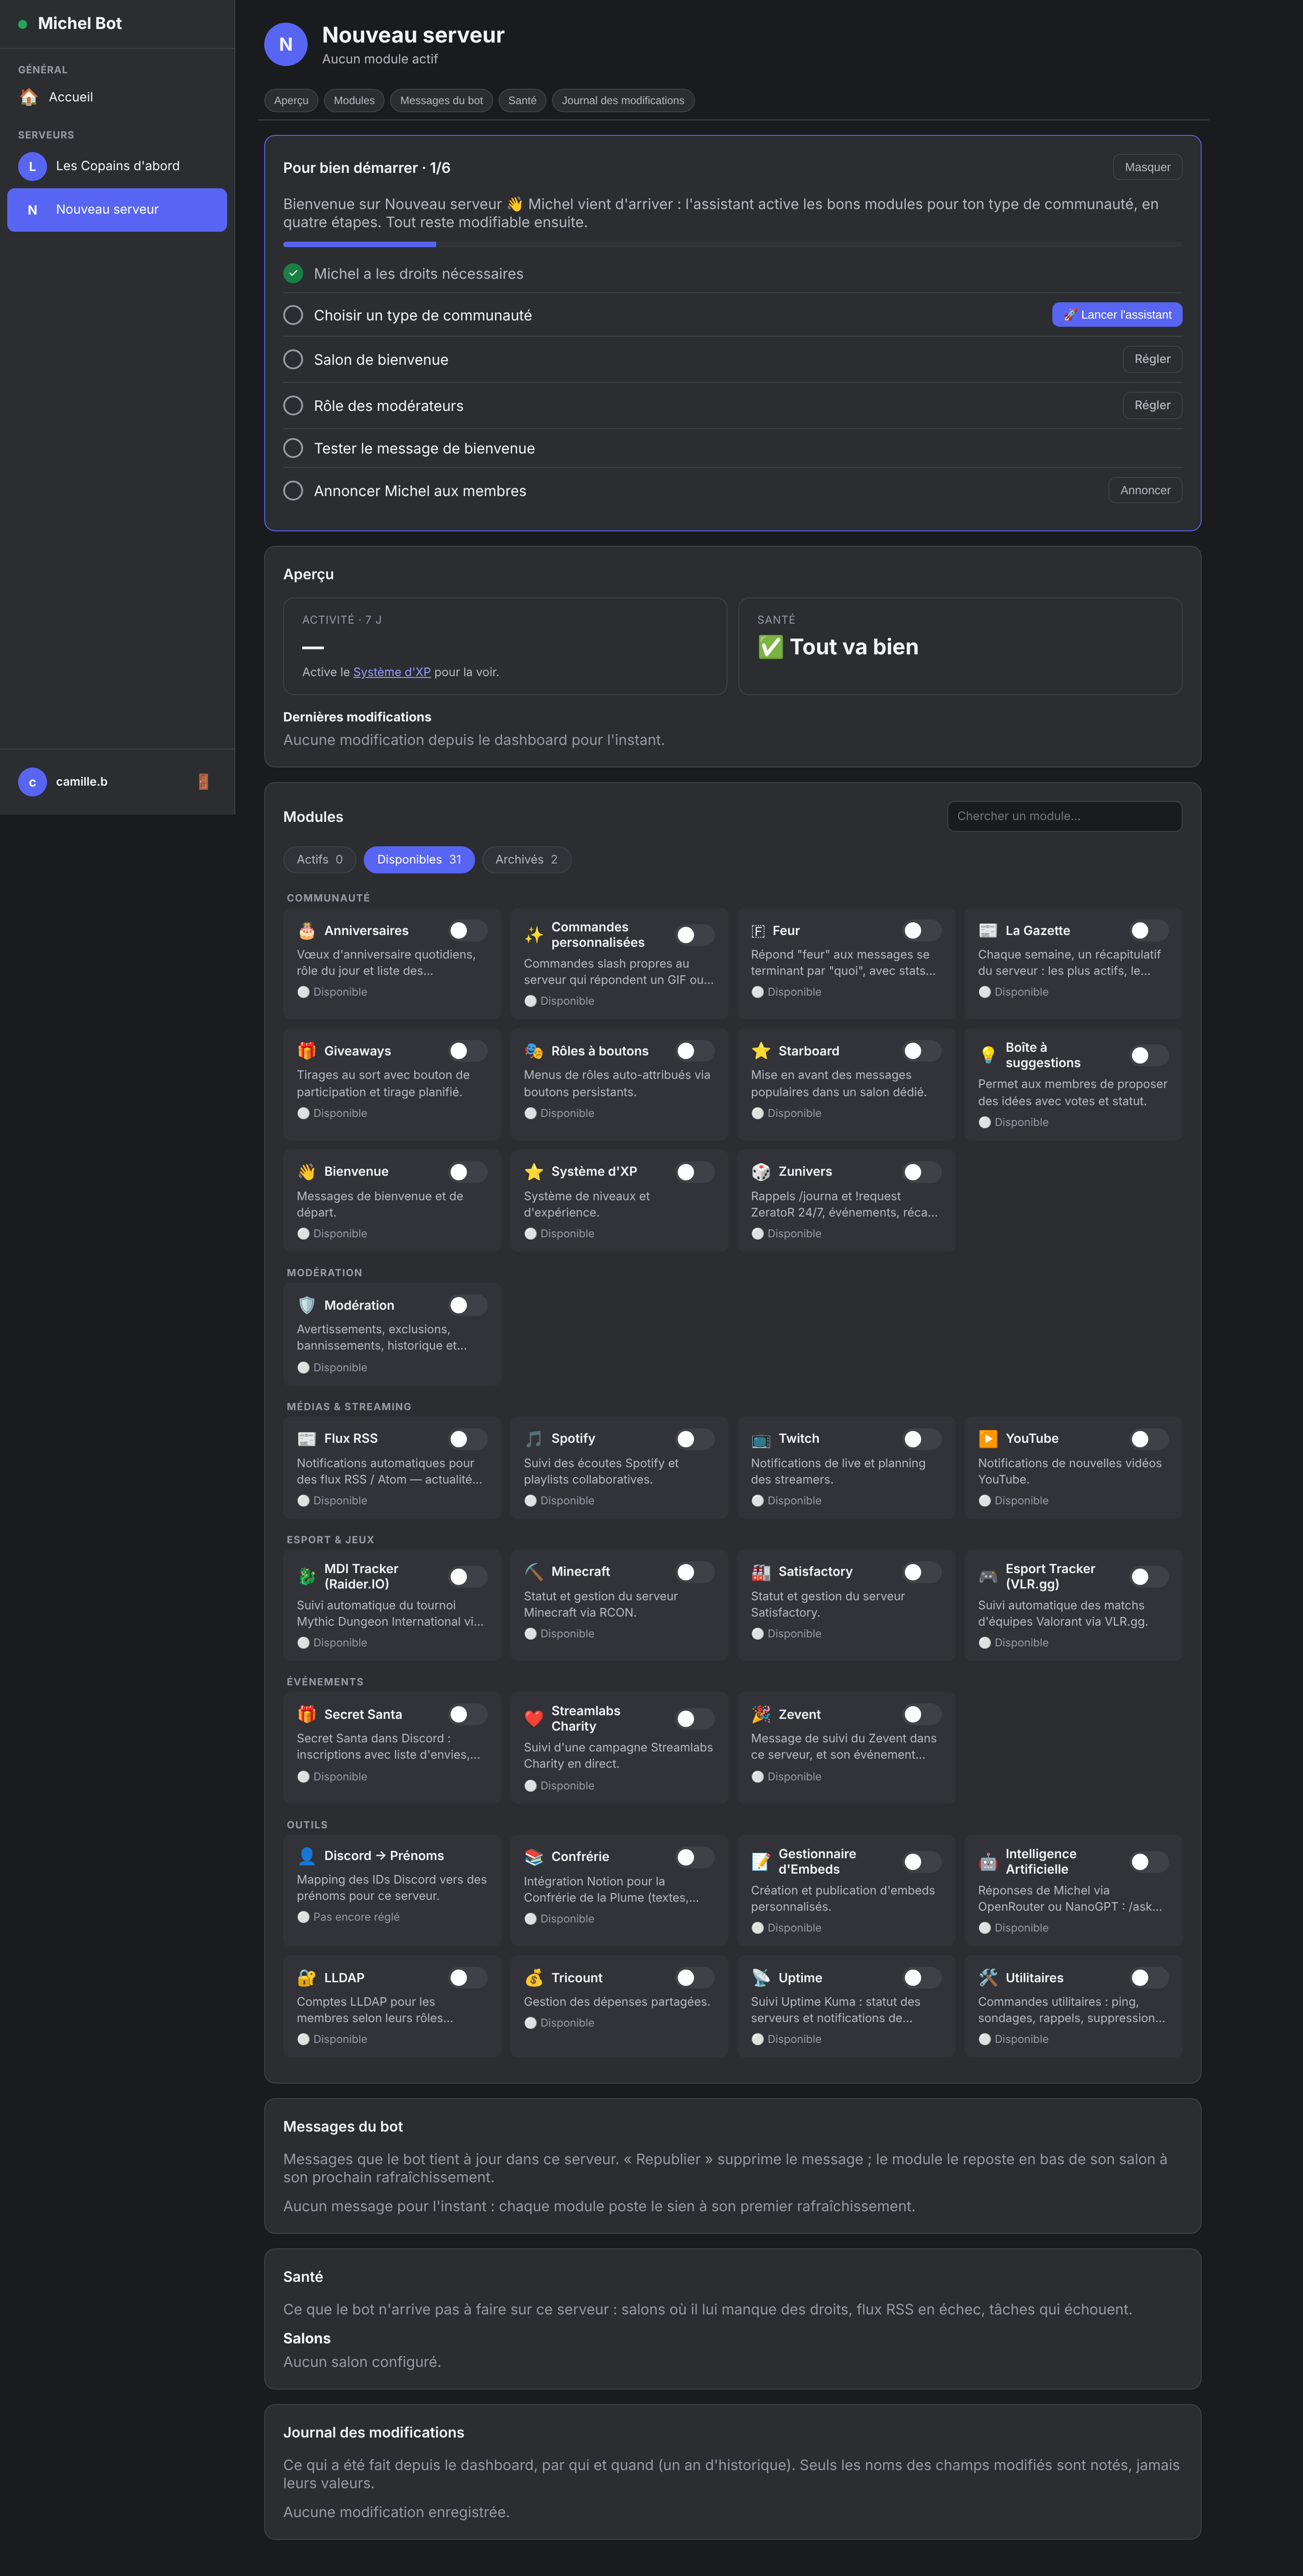 Michel Bot
GÉNÉRAL
🏠 Accueil
SERVEURS
L Les Copains d'abord
N Nouveau serveur
c camille.b 🚪
N
Nouveau serveur
Aucun module actif
Aperçu Modules Messages du bot Santé Journal des modifications
Pour bien démarrer · 1/6 Masquer
Bienvenue sur Nouveau serveur 👋 Michel vient d'arriver : l'assistant active les bons modules pour ton type de communauté, en
quatre étapes. Tout reste modifiable ensuite.
Michel a les droits nécessaires
Choisir un type de communauté 🚀 Lancer l'assistant
Salon de bienvenue Régler
Rôle des modérateurs Régler
Tester le message de bienvenue
Annoncer Michel aux membres Annoncer
Aperçu
ACTIVITÉ · 7 J
—
Active le Système d'XP pour la voir.
SANTÉ
✅ Tout va bien
Dernières modifications
Aucune modification depuis le dashboard pour l'instant.
Modules Chercher un module...
Actifs 0 Disponibles 31 Archivés 2
COMMUNAUTÉ
🎂 Anniversaires
Vœux d'anniversaire quotidiens,
rôle du jour et liste des...
⚪ Disponible
✨ Commandes
personnalisées
Commandes slash propres au
serveur qui répondent un GIF ou...
⚪ Disponible
🇫 Feur
Répond "feur" aux messages se
terminant par "quoi", avec stats...
⚪ Disponible
📰 La Gazette
Chaque semaine, un récapitulatif
du serveur : les plus actifs, le...
⚪ Disponible
🎁 Giveaways
Tirages au sort avec bouton de
participation et tirage planifié.
⚪ Disponible
🎭 Rôles à boutons
Menus de rôles auto-attribués via
boutons persistants.
⚪ Disponible
⭐ Starboard
Mise en avant des messages
populaires dans un salon dédié.
⚪ Disponible
💡 Boîte à
suggestions
Permet aux membres de proposer
des idées avec votes et statut.
⚪ Disponible
👋 Bienvenue
Messages de bienvenue et de
départ.
⚪ Disponible
⭐ Système d'XP
Système de niveaux et
d'expérience.
⚪ Disponible
🎲 Zunivers
Rappels /journa et !request
ZeratoR 24/7, événements, réca...
⚪ Disponible
MODÉRATION
🛡️ Modération
Avertissements, exclusions,
bannissements, historique et...
⚪ Disponible
MÉDIAS & STREAMING
📰 Flux RSS
Notifications automatiques pour
des flux RSS / Atom — actualité...
⚪ Disponible
🎵 Spotify
Suivi des écoutes Spotify et
playlists collaboratives.
⚪ Disponible
📺 Twitch
Notifications de live et planning
des streamers.
⚪ Disponible
▶️ YouTube
Notifications de nouvelles vidéos
YouTube.
⚪ Disponible
ESPORT & JEUX
🐉 MDI Tracker
(Raider.IO)
Suivi automatique du tournoi
Mythic Dungeon International vi...
⚪ Disponible
⛏️ Minecraft
Statut et gestion du serveur
Minecraft via RCON.
⚪ Disponible
🏭 Satisfactory
Statut et gestion du serveur
Satisfactory.
⚪ Disponible
🎮 Esport Tracker
(VLR.gg)
Suivi automatique des matchs
d'équipes Valorant via VLR.gg.
⚪ Disponible
ÉVÉNEMENTS
🎁 Secret Santa
Secret Santa dans Discord :
inscriptions avec liste d'envies,...
⚪ Disponible
❤️ Streamlabs
Charity
Suivi d'une campagne Streamlabs
Charity en direct.
⚪ Disponible
🎉 Zevent
Message de suivi du Zevent dans
ce serveur, et son événement...
⚪ Disponible
OUTILS
👤 Discord → Prénoms
Mapping des IDs Discord vers des
prénoms pour ce serveur.
⚪ Pas encore réglé
📚 Confrérie
Intégration Notion pour la
Confrérie de la Plume (textes,...
⚪ Disponible
📝 Gestionnaire
d'Embeds
Création et publication d'embeds
personnalisés.
⚪ Disponible
🤖 Intelligence
Artificielle
Réponses de Michel via
OpenRouter ou NanoGPT : /ask...
⚪ Disponible
🔐 LLDAP
Comptes LLDAP pour les
membres selon leurs rôles...
⚪ Disponible
💰 Tricount
Gestion des dépenses partagées.
⚪ Disponible
📡 Uptime
Suivi Uptime Kuma : statut des
serveurs et notifications de...
⚪ Disponible
🛠️ Utilitaires
Commandes utilitaires : ping,
sondages, rappels, suppression...
⚪ Disponible
Messages du bot
Messages que le bot tient à jour dans ce serveur. « Republier » supprime le message ; le module le reposte en bas de son salon à
son prochain rafraîchissement.
Aucun message pour l'instant : chaque module poste le sien à son premier rafraîchissement.
Santé
Ce que le bot n'arrive pas à faire sur ce serveur : salons où il lui manque des droits, flux RSS en échec, tâches qui échouent.
Salons
Aucun salon configuré.
Journal des modifications
Ce qui a été fait depuis le dashboard, par qui et quand (un an d'historique). Seuls les noms des champs modifiés sont notés, jamais
leurs valeurs.
Aucune modification enregistrée.